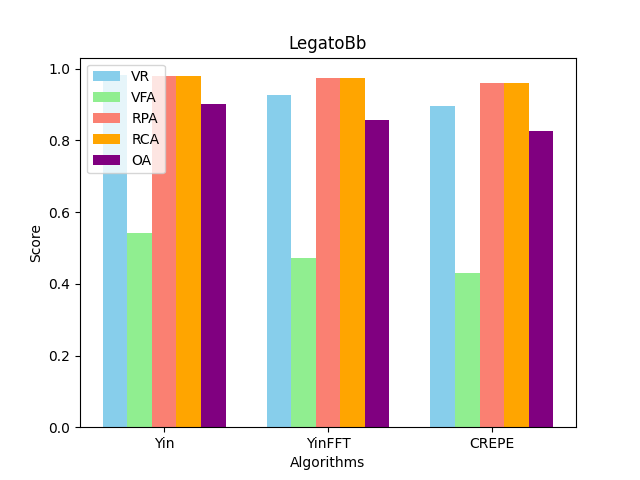 LegatoBb
VR
VFA
RPA
RCA
OA
1.0
0.8
0.6
0.4
0.2
0.0
Score
Yin
YinFFT
CREPE
Algorithms